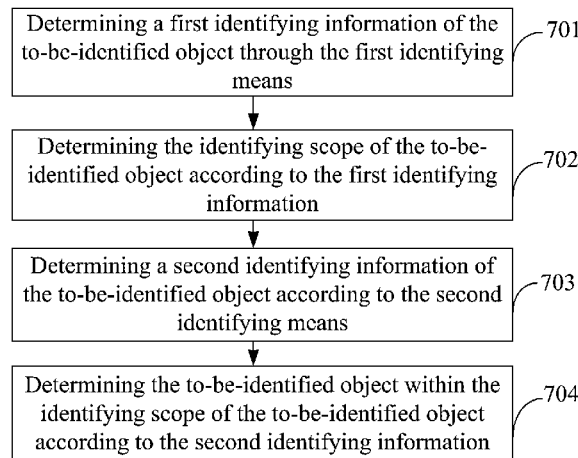 Determining a first identifying information of
the to-be-identified object through the first identifying
means
701
Determining the identifying scope of the to-be-
identified object according to the first identifying
information
702
Determining a second identifying information of
the to-be-identified object according to the second
identifying means
703
Determining the to-be-identified object within the
identifying scope of the to-be-identified object
according to the second identifying information
704